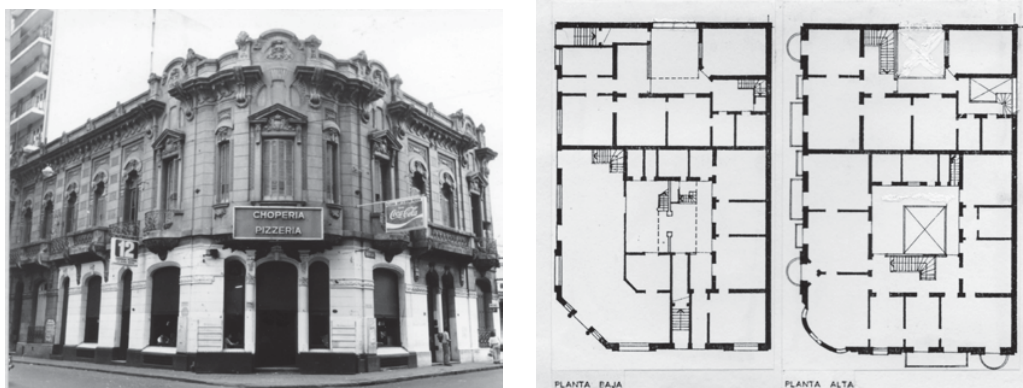 CHOPERIA
PIZZERIA
Coca-Cola
12
PLANTA BAJA
PLANTA ALTA